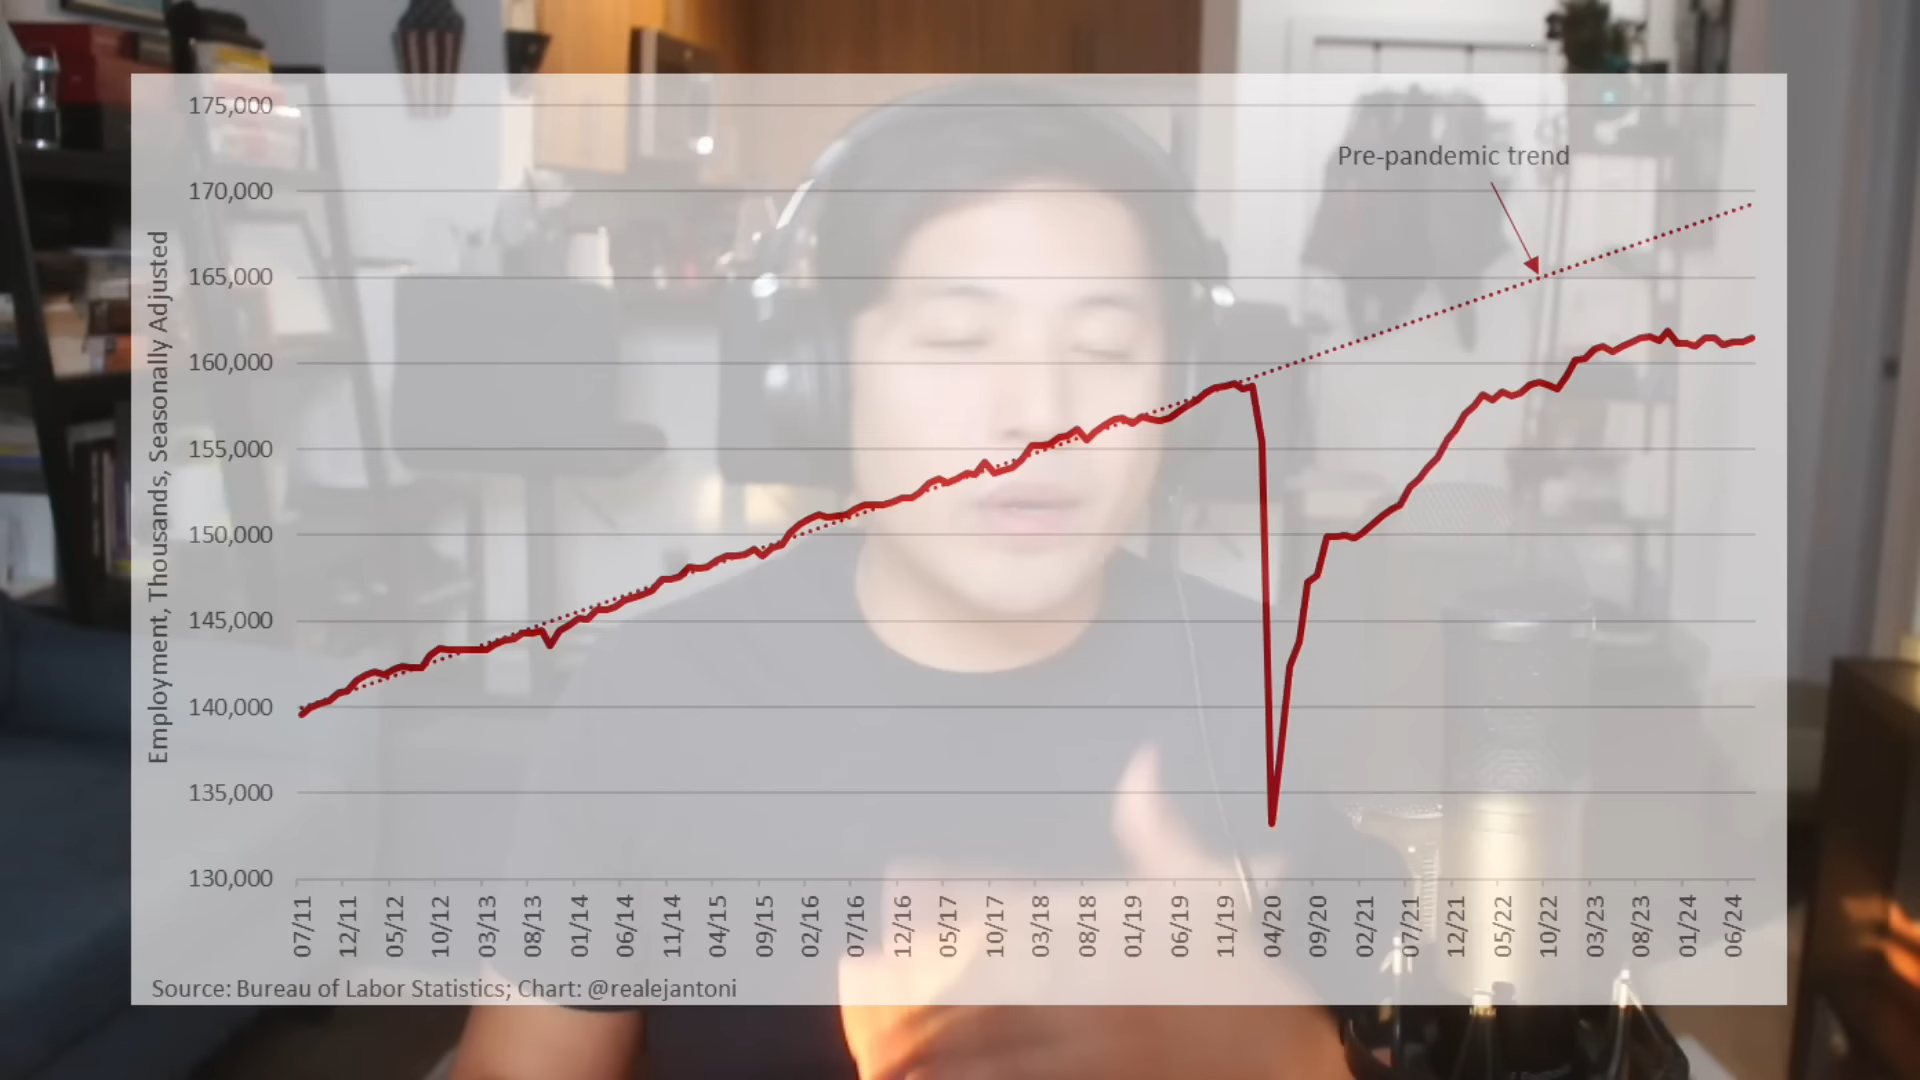 175,000
170,000
165,000
160,000
155,000
150,000
145,000
140,000
135,000
130,000
Employment, Thousands, Seasonally Adjusted
Pre-pandemic trend
07/11 12/11 05/12 10/12 03/13 08/13 01/14 06/14 11/14 04/15 09/15 02/16 07/16 12/16 05/17 10/17 03/18 08/18 01/19 06/19 11/19 04/20 09/20 02/21 07/21 12/21 05/22 10/22 03/23 08/23 01/24 06/24
Source: Bureau of Labor Statistics; Chart: @realejantoni